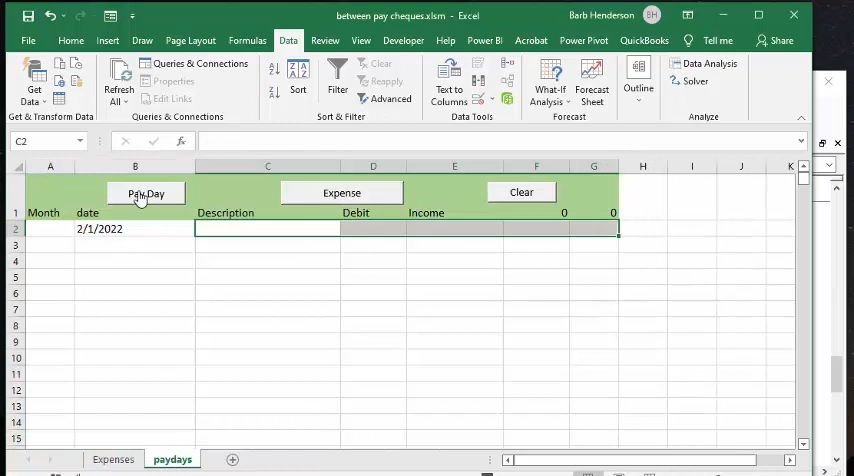 between pay cheques.xlsm - Excel
Barb Henderson BH
File Home Insert Draw Page Layout Formulas Data Review View Developer Help Power BI Acrobat Power Pivot QuickBooks Tell me Share
Queries & Connections Clear Data Analysis
Properties Reapply Solver
Edit Links Advanced
Get Data Refresh All Sort Filter Text to Columns What-If Analysis Forecast Sheet Outline
Get & Transform Data Queries & Connections Sort & Filter Data Tools Forecast Analyze
C2 fx
A B C D E F G H I J K
Pay Day Expense Clear
1 Month date Description Debit Income 0 0
2 2/1/2022
3
4
5
6
7
8
9
10
11
12
13
14
15
Expenses paydays